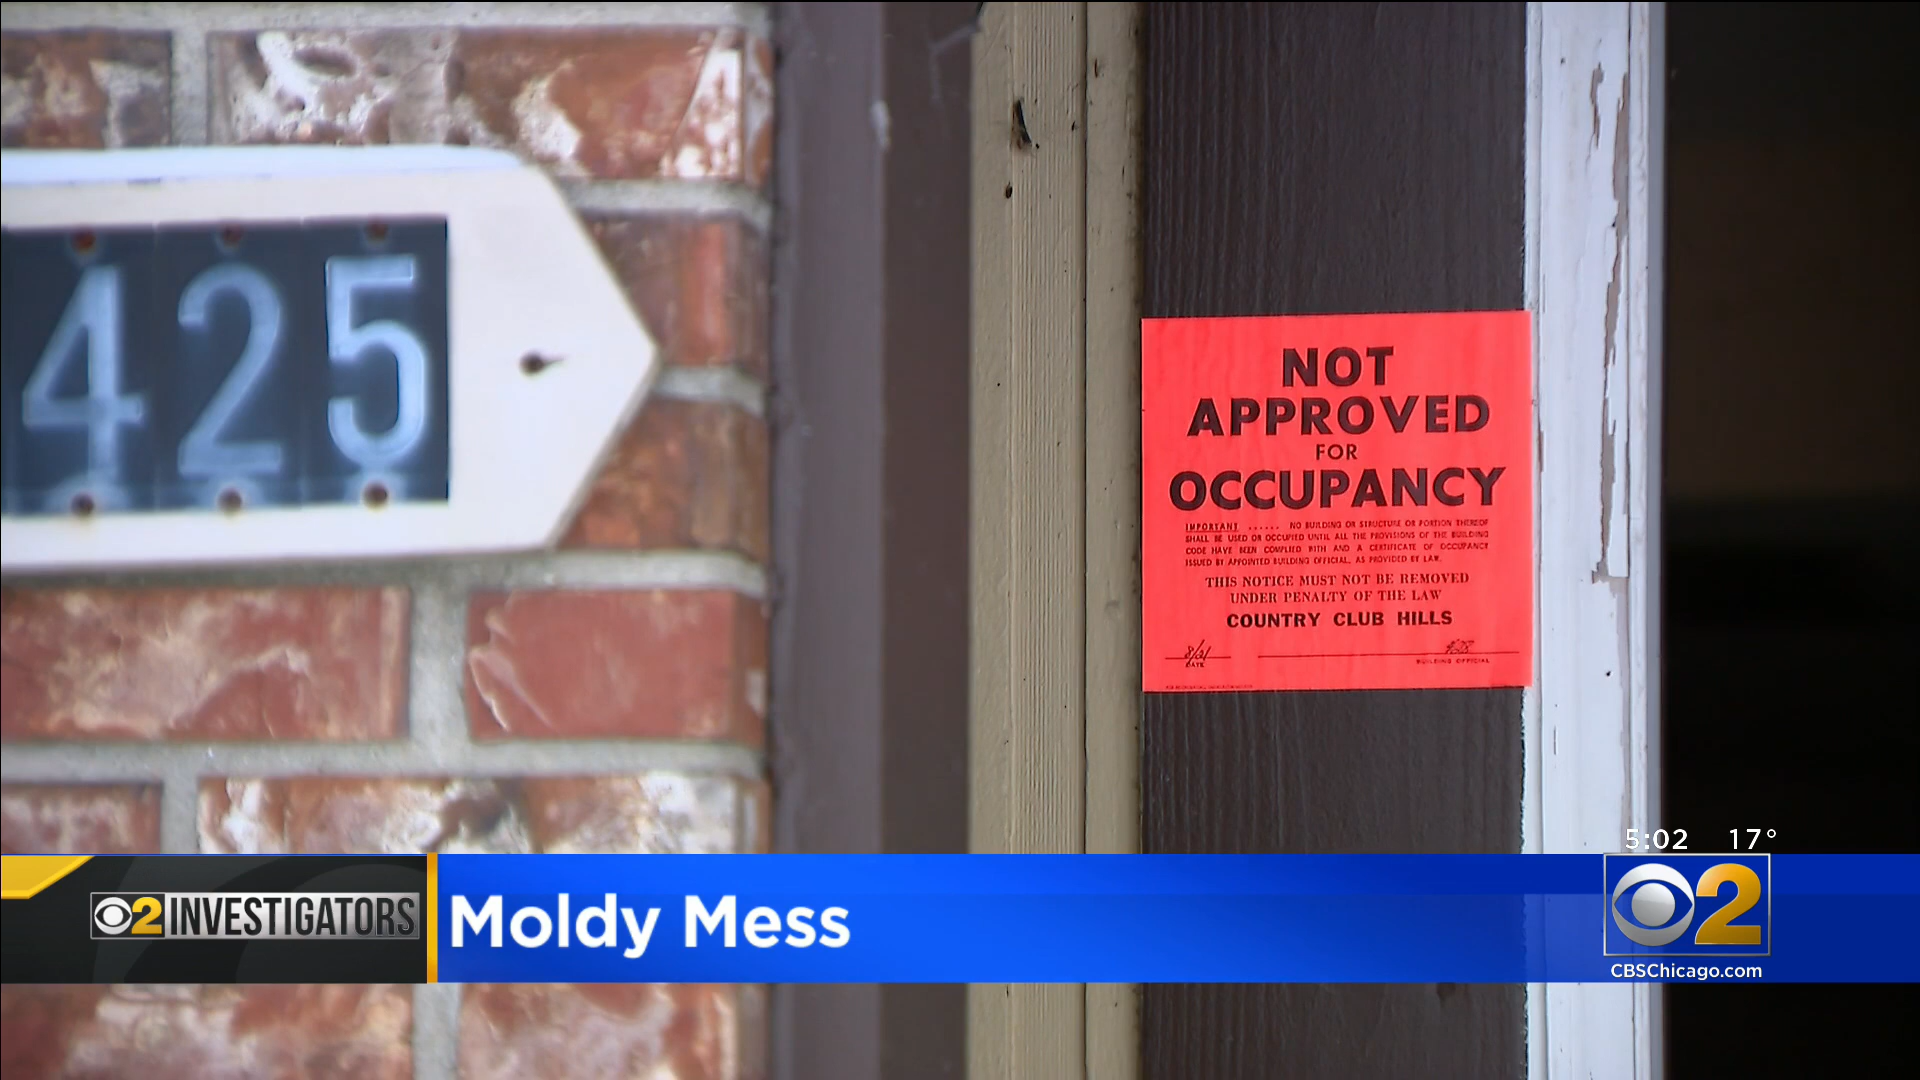 425
NOT
APPROVED
FOR
OCCUPANCY
IMPORTANT ...... NO BUILDING OR STRUCTURE OR PORTION THEREOF
SHALL BE USED OR OCCUPIED UNTIL ALL THE PROVISIONS OF THE BUILDING
CODE HAVE BEEN COMPLIED WITH AND A CERTIFICATE OF OCCUPANCY
ISSUED BY APPOINTED BUILDING OFFICIAL, AS PROVIDED BY LAW.
THIS NOTICE MUST NOT BE REMOVED
UNDER PENALTY OF THE LAW
COUNTRY CLUB HILLS
8/21
DATE
BUILDING OFFICIAL
5:02 17°
2 INVESTIGATORS
Moldy Mess
2
CBSChicago.com